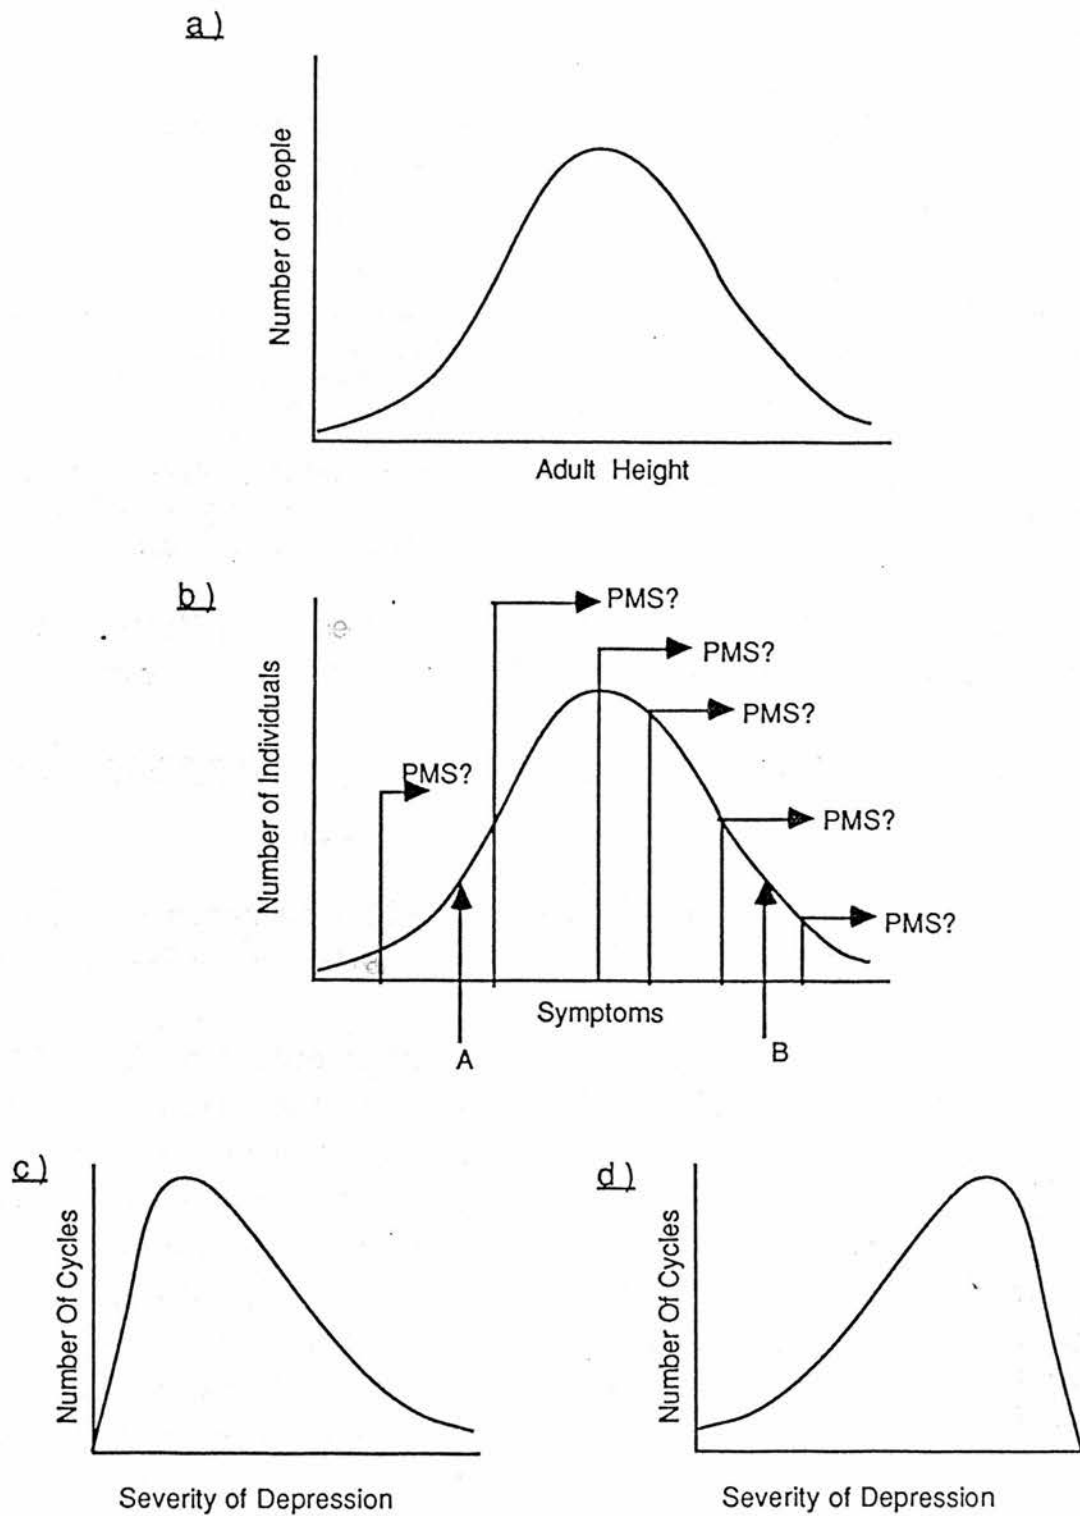 a)
Number of People
Adult Height
b)
PMS?
PMS?
PMS?
PMS?
PMS?
PMS?
Number of Individuals
Symptoms
A
B
c)
Number Of Cycles
Severity of Depression
d)
Number Of Cycles
Severity of Depression